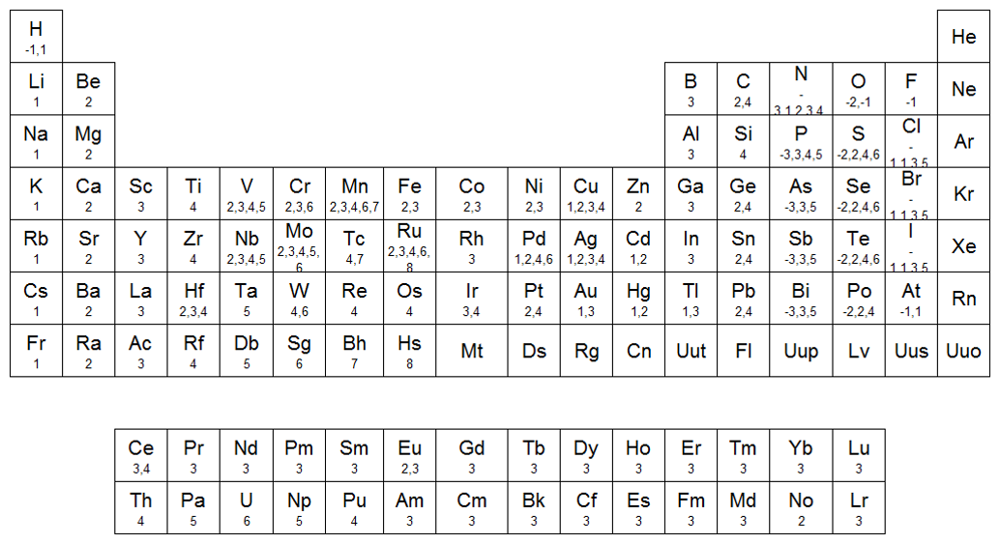 H He
-1,1
Li Be B C N O F Ne
1 2 3 2,4 - -2,-1 -1
3,1,2,3,4
Na Mg Al Si P S Cl Ar
1 2 3 4 -3,3,4,5 -2,2,4,6 -
1,1,3,5
K Ca Sc Ti V Cr Mn Fe Co Ni Cu Zn Ga Ge As Se Br Kr
1 2 3 4 2,3,4,5 2,3,6 2,3,4,6,7 2,3 2,3 2,3 1,2,3,4 2 3 2,4 -3,3,5 -2,2,4,6 -
1,1,3,5
Rb Sr Y Zr Nb Mo Tc Ru Rh Pd Ag Cd In Sn Sb Te I Xe
1 2 3 4 2,3,4,5 2,3,4,5, 4,7 2,3,4,6, 3 1,2,4,6 1,2,3,4 1,2 3 2,4 -3,3,5 -2,2,4,6 -
6 8 1,1,3,5
Cs Ba La Hf Ta W Re Os Ir Pt Au Hg Tl Pb Bi Po At Rn
1 2 3 2,3,4 5 4,6 4 4 3,4 2,4 1,3 1,2 1,3 2,4 -3,3,5 -2,2,4 -1,1
Fr Ra Ac Rf Db Sg Bh Hs Mt Ds Rg Cn Uut Fl Uup Lv Uus Uuo
1 2 3 4 5 6 7 8
Ce Pr Nd Pm Sm Eu Gd Tb Dy Ho Er Tm Yb Lu
3,4 3 3 3 3 2,3 3 3 3 3 3 3 3 3
Th Pa U Np Pu Am Cm Bk Cf Es Fm Md No Lr
4 5 6 5 4 3 3 3 3 3 3 3 2 3